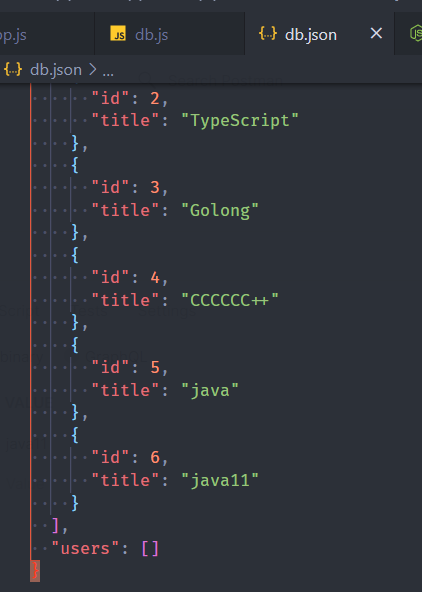 pp.js JS db.js {..} db.json ×
{..} db.json > ...
"id": 2,
"title": "TypeScript"
},
{
"id": 3,
"title": "Golong"
},
{
"id": 4,
"title": "CCCCCC++"
},
{
"id": 5,
"title": "java"
},
{
"id": 6,
"title": "java11"
}
],
"users": []
}